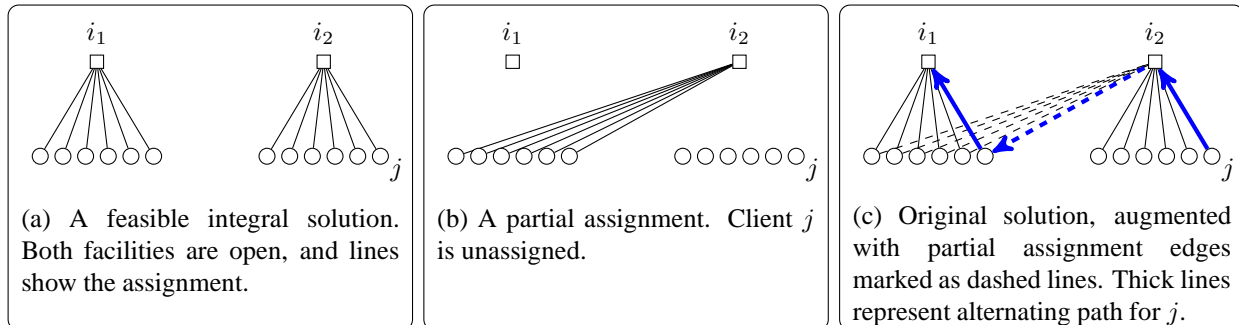 i₁ i₂
j
(a) A feasible integral solution.
Both facilities are open, and lines
show the assignment.
i₁ i₂
j
(b) A partial assignment. Client j
is unassigned.
i₁ i₂
j
(c) Original solution, augmented
with partial assignment edges
marked as dashed lines. Thick lines
represent alternating path for j.